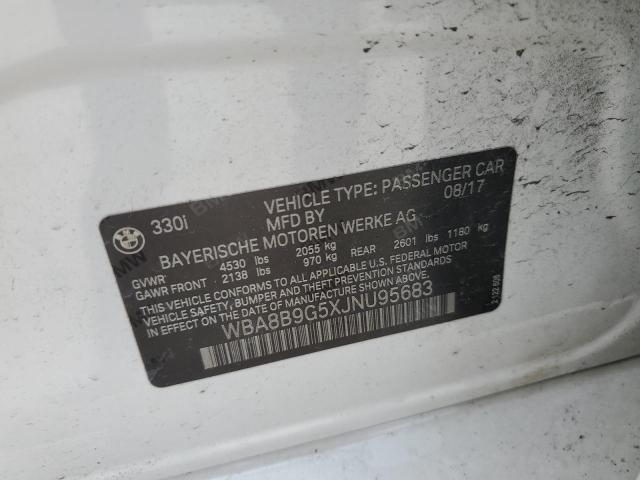 330i
VEHICLE TYPE: PASSENGER CAR
MFD BY 08/17
BAYERISCHE MOTOREN WERKE AG
GVWR 4530 lbs 2055 kg
GAWR FRONT 2138 lbs 970 kg REAR 2601 lbs 1180 kg
THIS VEHICLE CONFORMS TO ALL APPLICABLE U.S. FEDERAL MOTOR
VEHICLE SAFETY, BUMPER AND THEFT PREVENTION STANDARDS
IN EFFECT ON THE DATE OF MANUFACTURE SHOWN ABOVE.
WBA8B9G5XJNU95683